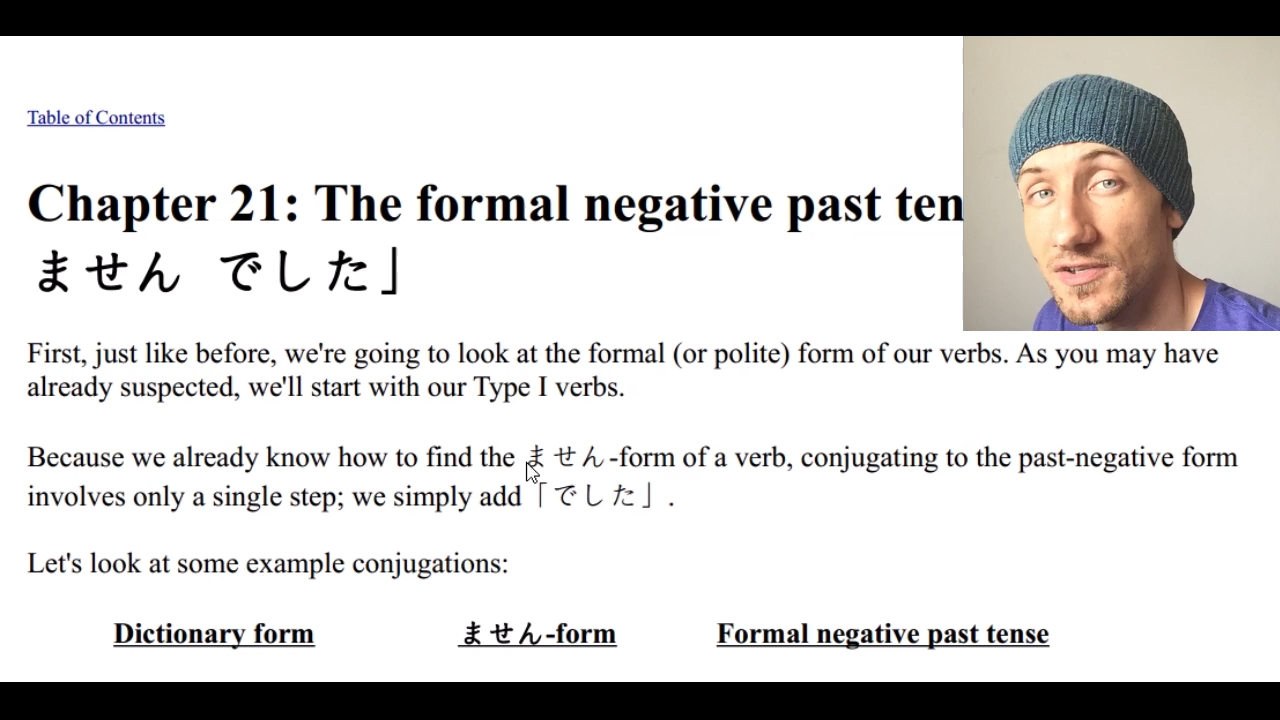 Table of Contents
Chapter 21: The formal negative past ten
ません でした」
First, just like before, we're going to look at the formal (or polite) form of our verbs. As you may have
already suspected, we'll start with our Type I verbs.
Because we already know how to find the ません-form of a verb, conjugating to the past-negative form
involves only a single step; we simply add「でした」.
Let's look at some example conjugations:
Dictionary form ません-form Formal negative past tense